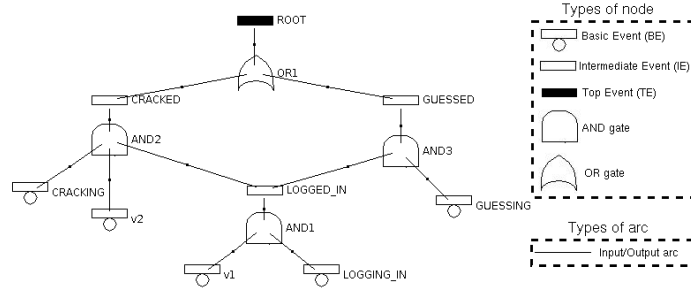 ROOT
OR1
CRACKED
GUESSED
AND2
AND3
CRACKING
v2
LOGGED_IN
GUESSING
AND1
v1
LOGGING_IN
Types of node
Basic Event (BE)
Intermediate Event (IE)
Top Event (TE)
AND gate
OR gate
Types of arc
Input/Output arc